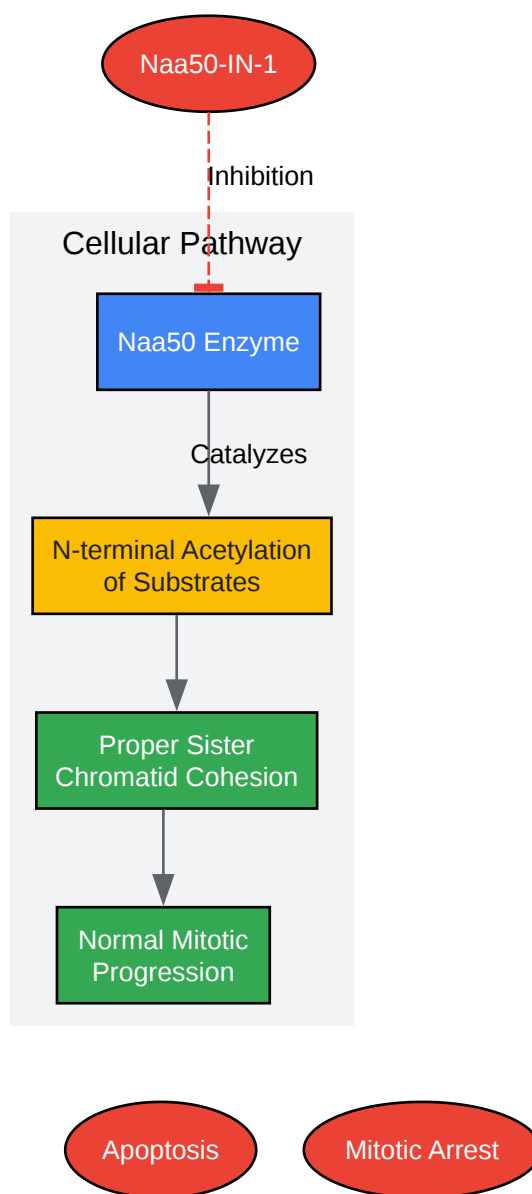 Naa50-IN-1
Inhibition
Cellular Pathway
Naa50 Enzyme
Catalyzes
N-terminal Acetylation
of Substrates
Proper Sister
Chromatid Cohesion
Normal Mitotic
Progression
Apoptosis
Mitotic Arrest